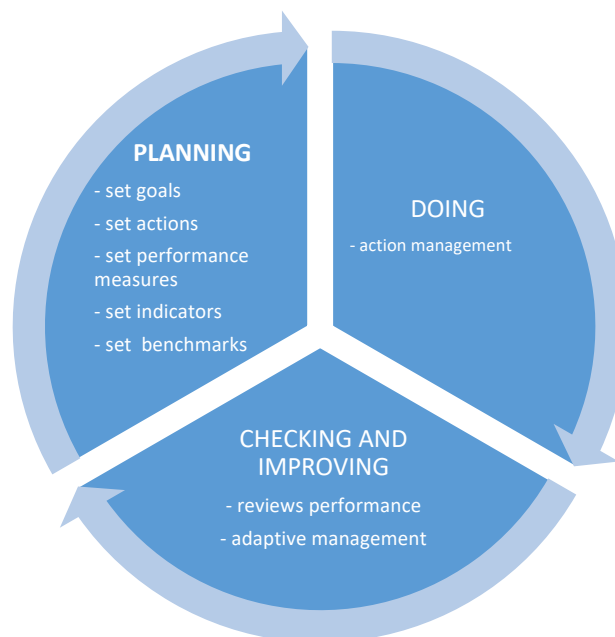 PLANNING
- set goals
- set actions
- set performance
measures
- set indicators
- set  benchmarks
DOING
- action management
CHECKING AND
IMPROVING
- reviews performance
- adaptive management